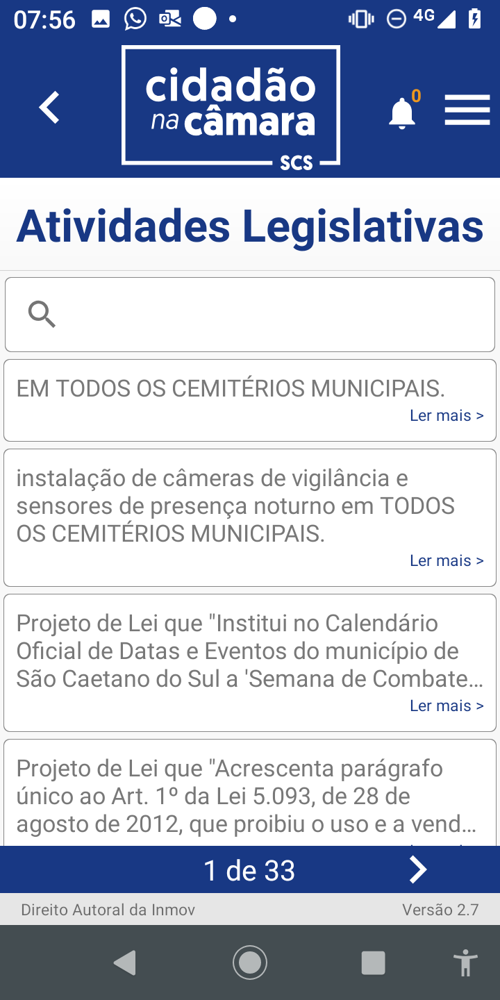 07:56
4G
cidadão
na câmara
scs
0
Atividades Legislativas
EM TODOS OS CEMITÉRIOS MUNICIPAIS.
Ler mais >
instalação de câmeras de vigilância e
sensores de presença noturno em TODOS
OS CEMITÉRIOS MUNICIPAIS.
Ler mais >
Projeto de Lei que "Institui no Calendário
Oficial de Datas e Eventos do município de
São Caetano do Sul a 'Semana de Combate...
Ler mais >
Projeto de Lei que "Acrescenta parágrafo
único ao Art. 1º da Lei 5.093, de 28 de
agosto de 2012, que proibiu o uso e a vend...
1 de 33
Direito Autoral da Inmov
Versão 2.7